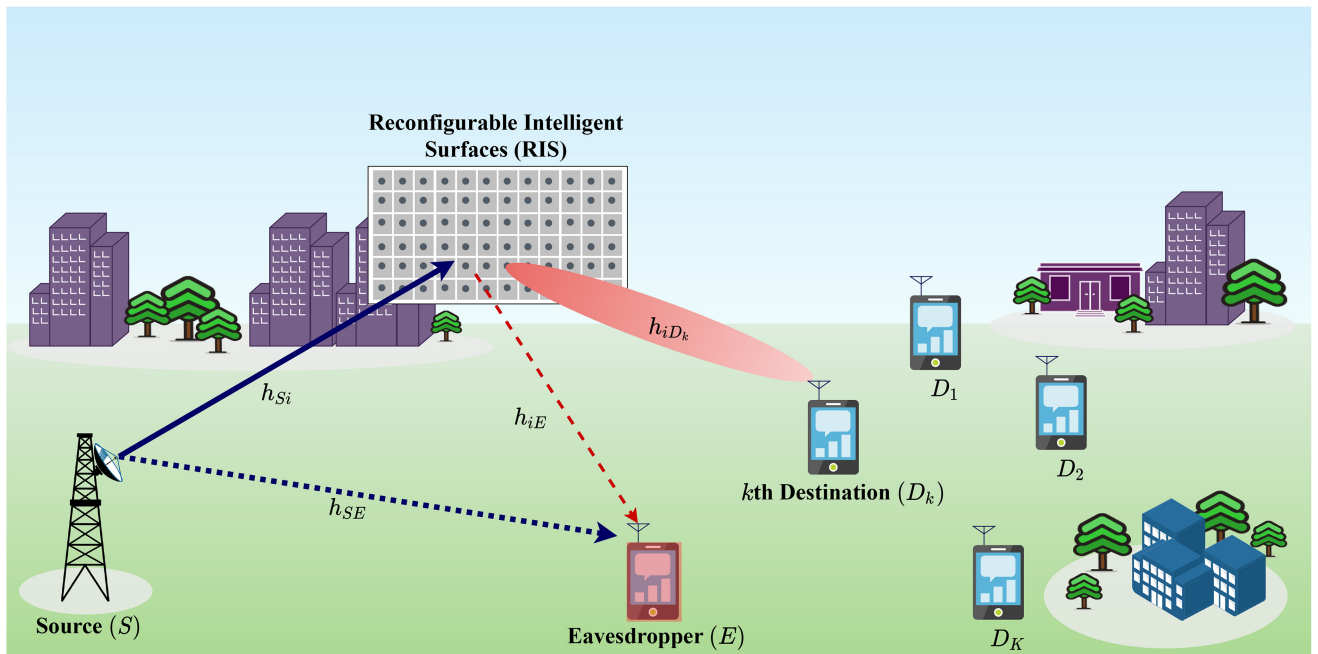 Reconfigurable Intelligent
Surfaces (RIS)
h_{iD_k}
D_1
h_{Si}
h_{iE}
D_2
kth Destination (D_k)
h_{SE}
Source (S)
Eavesdropper (E)
D_K